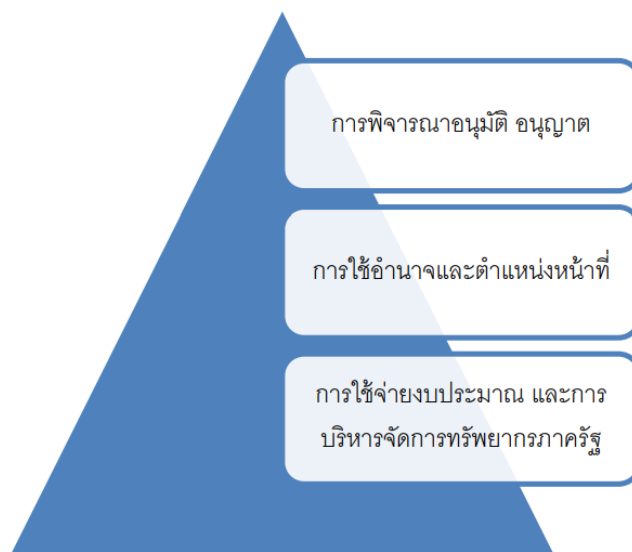 การพิจารณาอนุมัติ อนุญาต
การใช้อำนาจและตำแหน่งหน้าที่
การใช้จ่ายงบประมาณ และการ
บริหารจัดการทรัพยากรภาครัฐ